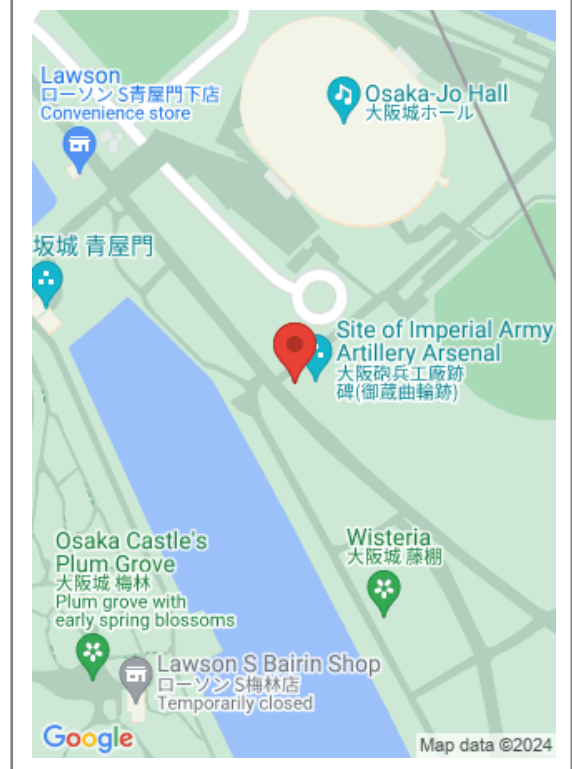 Lawson
ローソン S青屋門下店
Convenience store
Osaka-Jo Hall
大阪城ホール
坂城 青屋門
Site of Imperial Army
Artillery Arsenal
大阪砲兵工廠跡
碑(御蔵曲輪跡)
Wisteria
大阪城 藤棚
Osaka Castle's
Plum Grove
大阪城 梅林
Plum grove with
early spring blossoms
Lawson S Bairin Shop
ローソン S梅林店
Temporarily closed
Google
Map data ©2024